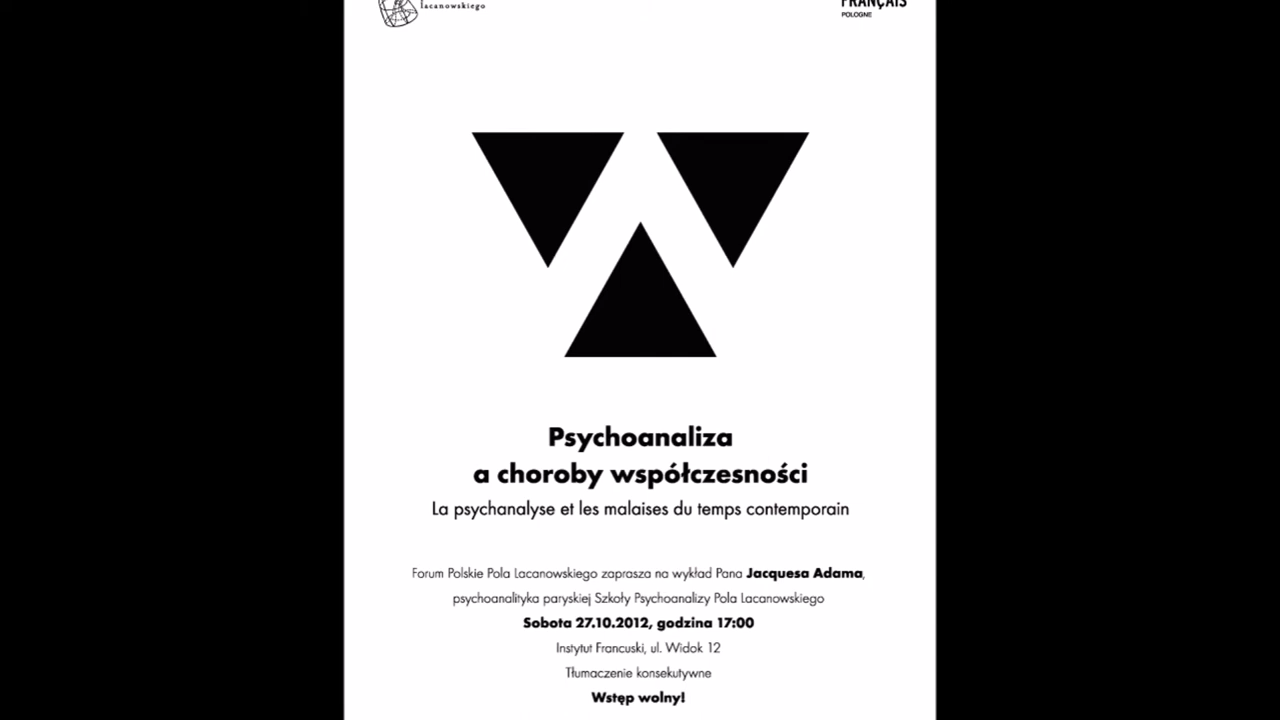 lacanowskiego
FRANÇAIS
POLOGNE
Psychoanaliza
a choroby współczesności
La psychanalyse et les malaises du temps contemporain
Forum Polskie Pola Lacanowskiego zaprasza na wykład Pana Jacquesa Adama,
psychoanalityka paryskiej Szkoły Psychoanalizy Pola Lacanowskiego
Sobota 27.10.2012, godzina 17:00
Instytut Francuski, ul. Widok 12
Tłumaczenie konsekutywne
Wstęp wolny!